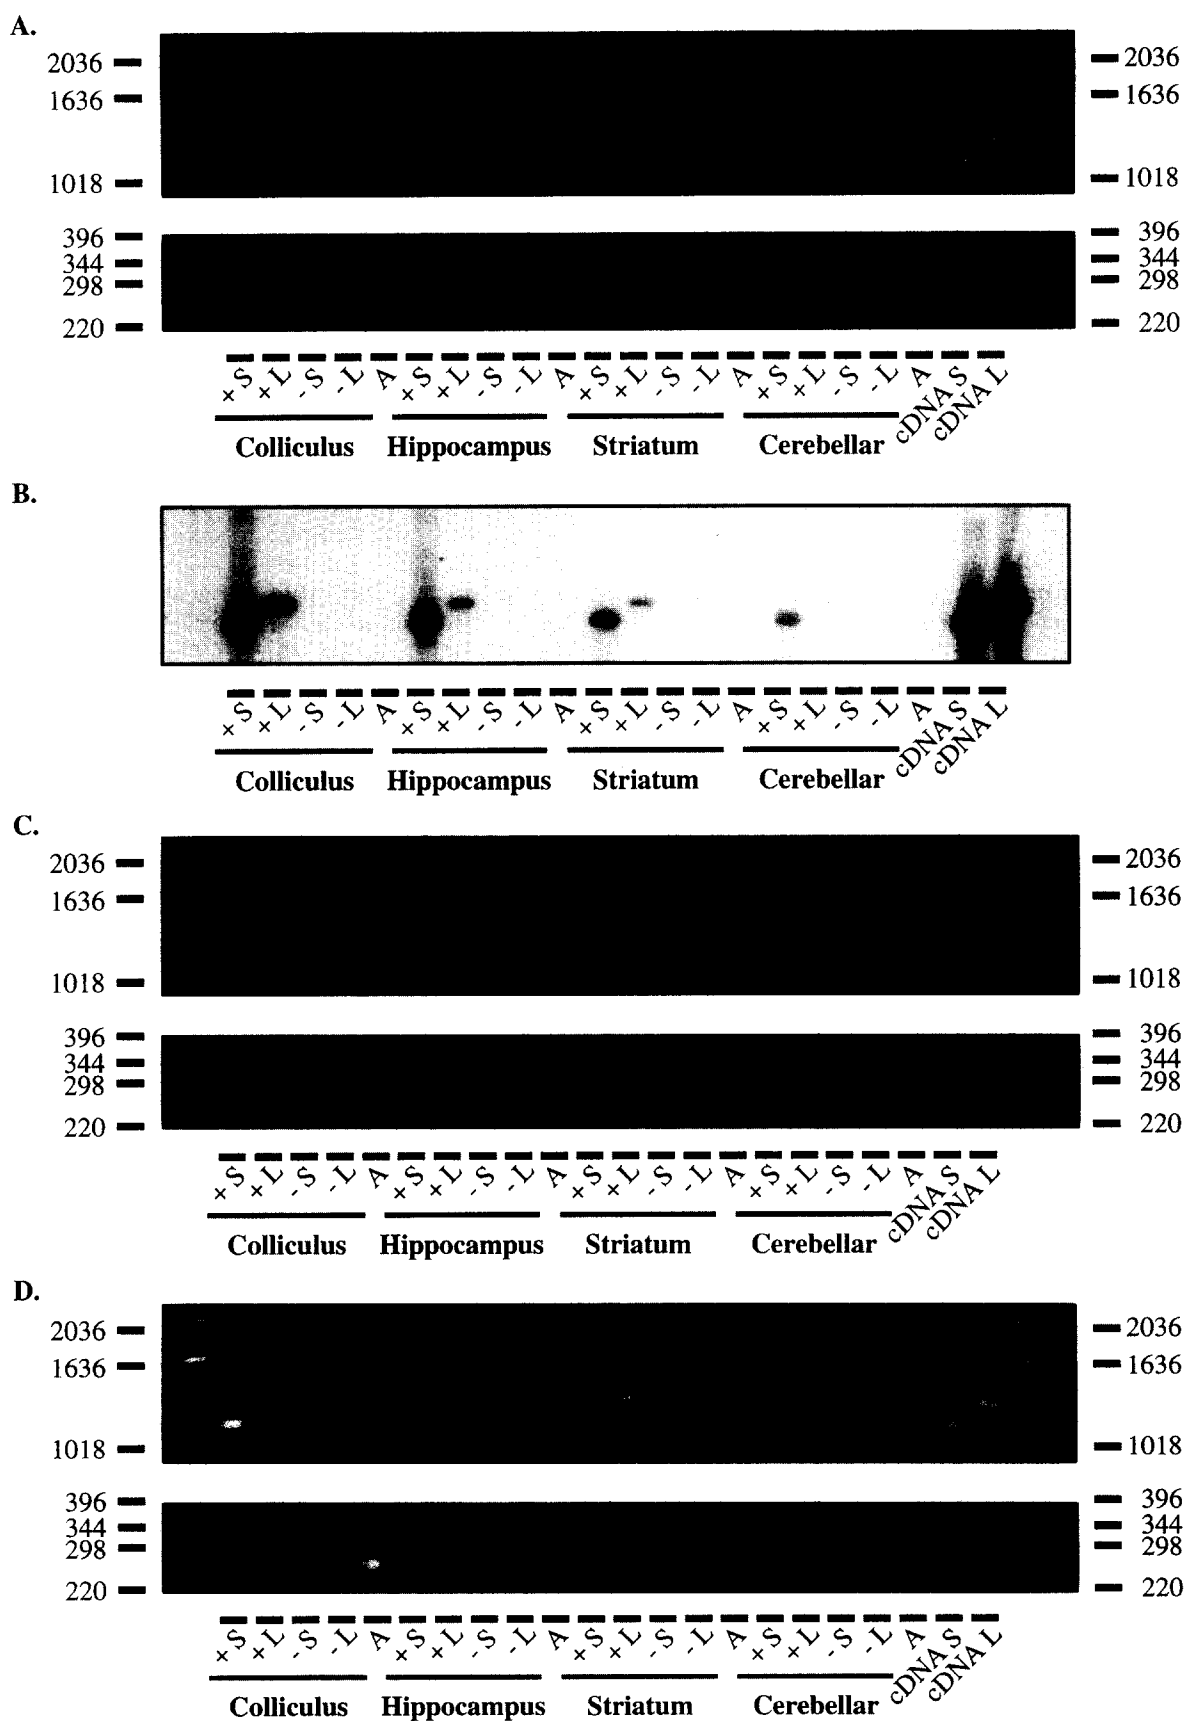 A.
2036 2036
1636 1636
1018 1018
396 396
344 344
298 298
220 220
+S +L -S -L A +S +L -S -L A +S +L -S -L A +S +L -S -L A cDNA S cDNA L
Colliculus Hippocampus Striatum Cerebellar
B.
+S +L -S -L A +S +L -S -L A +S +L -S -L A +S +L -S -L A cDNA S cDNA L
Colliculus Hippocampus Striatum Cerebellar
C.
2036 2036
1636 1636
1018 1018
396 396
344 344
298 298
220 220
+S +L -S -L A +S +L -S -L A +S +L -S -L A +S +L -S -L A cDNA S cDNA L
Colliculus Hippocampus Striatum Cerebellar
D.
2036 2036
1636 1636
1018 1018
396 396
344 344
298 298
220 220
+S +L -S -L A +S +L -S -L A +S +L -S -L A +S +L -S -L A cDNA S cDNA L
Colliculus Hippocampus Striatum Cerebellar